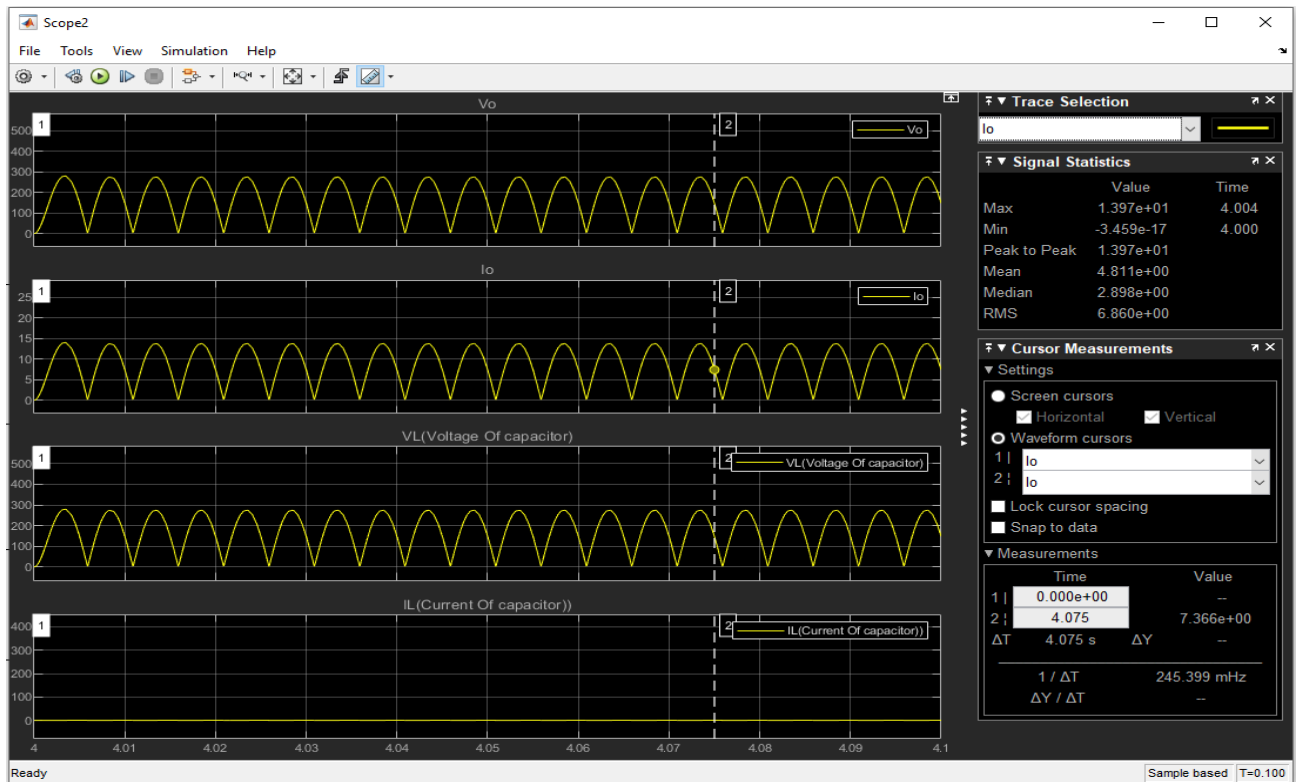 Scope2
File Tools View Simulation Help
Vo
1
2
Vo
500
400
300
200
100
0
Io
1
2
Io
25
20
15
10
5
0
VL(Voltage Of capacitor)
1
2
VL(Voltage Of capacitor)
500
400
300
200
100
0
IL(Current Of capacitor))
1
2
IL(Current Of capacitor))
400
300
200
100
0
4 4.01 4.02 4.03 4.04 4.05 4.06 4.07 4.08 4.09 4.1
Trace Selection
Io
Signal Statistics
Value Time
Max 1.397e+01 4.004
Min -3.459e-17 4.000
Peak to Peak 1.397e+01
Mean 4.811e+00
Median 2.898e+00
RMS 6.860e+00
Cursor Measurements
Settings
Screen cursors
Horizontal Vertical
Waveform cursors
1 | Io
2 ¦ Io
Lock cursor spacing
Snap to data
Measurements
Time Value
1 | 0.000e+00 --
2 ¦ 4.075 7.366e+00
ΔT 4.075 s ΔY --
1 / ΔT 245.399 mHz
ΔY / ΔT --
Ready
Sample based T=0.100